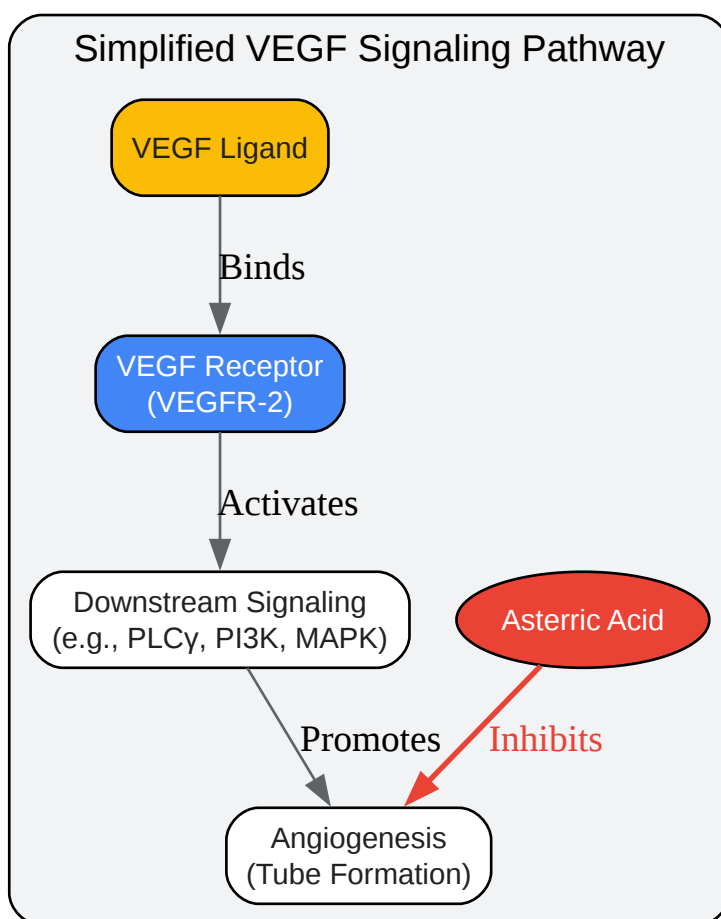 Simplified VEGF Signaling Pathway
VEGF Ligand
Binds
VEGF Receptor
(VEGFR-2)
Activates
Downstream Signaling
(e.g., PLCγ, PI3K, MAPK)
Asterric Acid
Promotes
Inhibits
Angiogenesis
(Tube Formation)